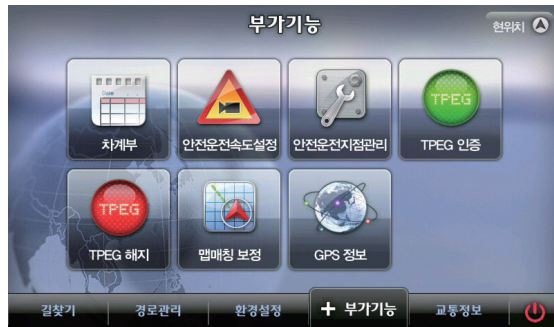 부가기능
현위치
Date
차계부
안전운전속도설정
안전운전지점관리
TPEG
TPEG 인증
TPEG
TPEG 해지
맵매칭 보정
GPS 정보
길찾기
경로관리
환경설정
+ 부가기능
교통정보